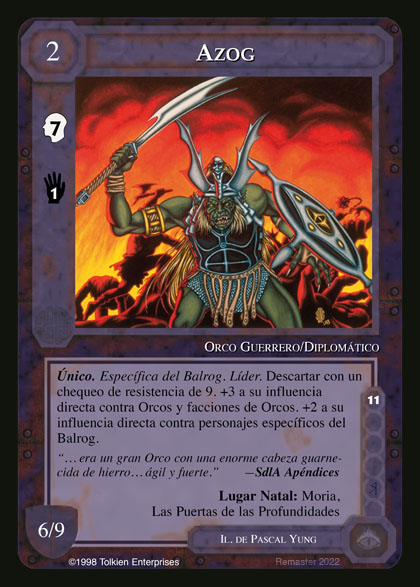 2
AZOG
7
1
ORCO GUERRERO/DIPLOMÁTICO
Único. Específica del Balrog. Líder. Descartar con un
chequeo de resistencia de 9. +3 a su influencia
directa contra Orcos y facciones de Orcos. +2 a su
influencia directa contra personajes específicos del
Balrog.
11
“… era un gran Orco con una enorme cabeza guarne-
cida de hierro… ágil y fuerte.” —SdlA Apéndices
Lugar Natal: Moria,
Las Puertas de las Profundidades
6/9
IL. DE PASCAL YUNG
©1998 Tolkien Enterprises
Remaster 2022